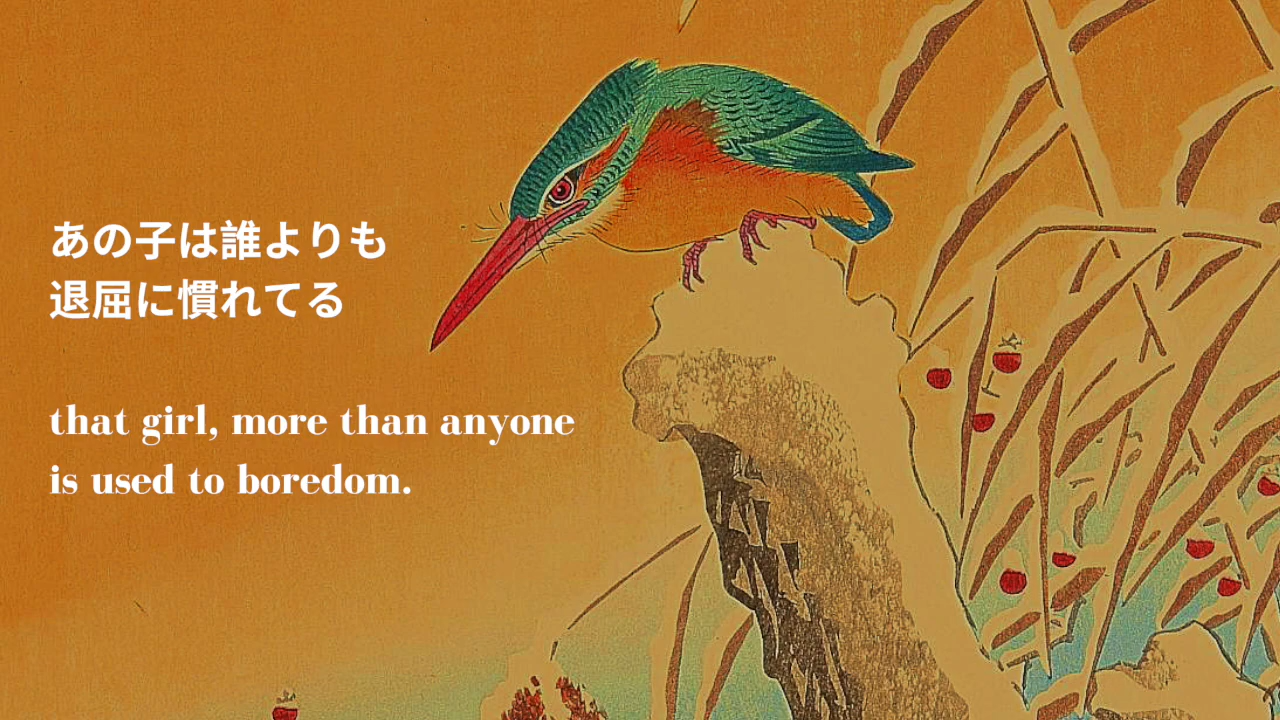 あの子は誰よりも
退屈に慣れてる
that girl, more than anyone
is used to boredom.